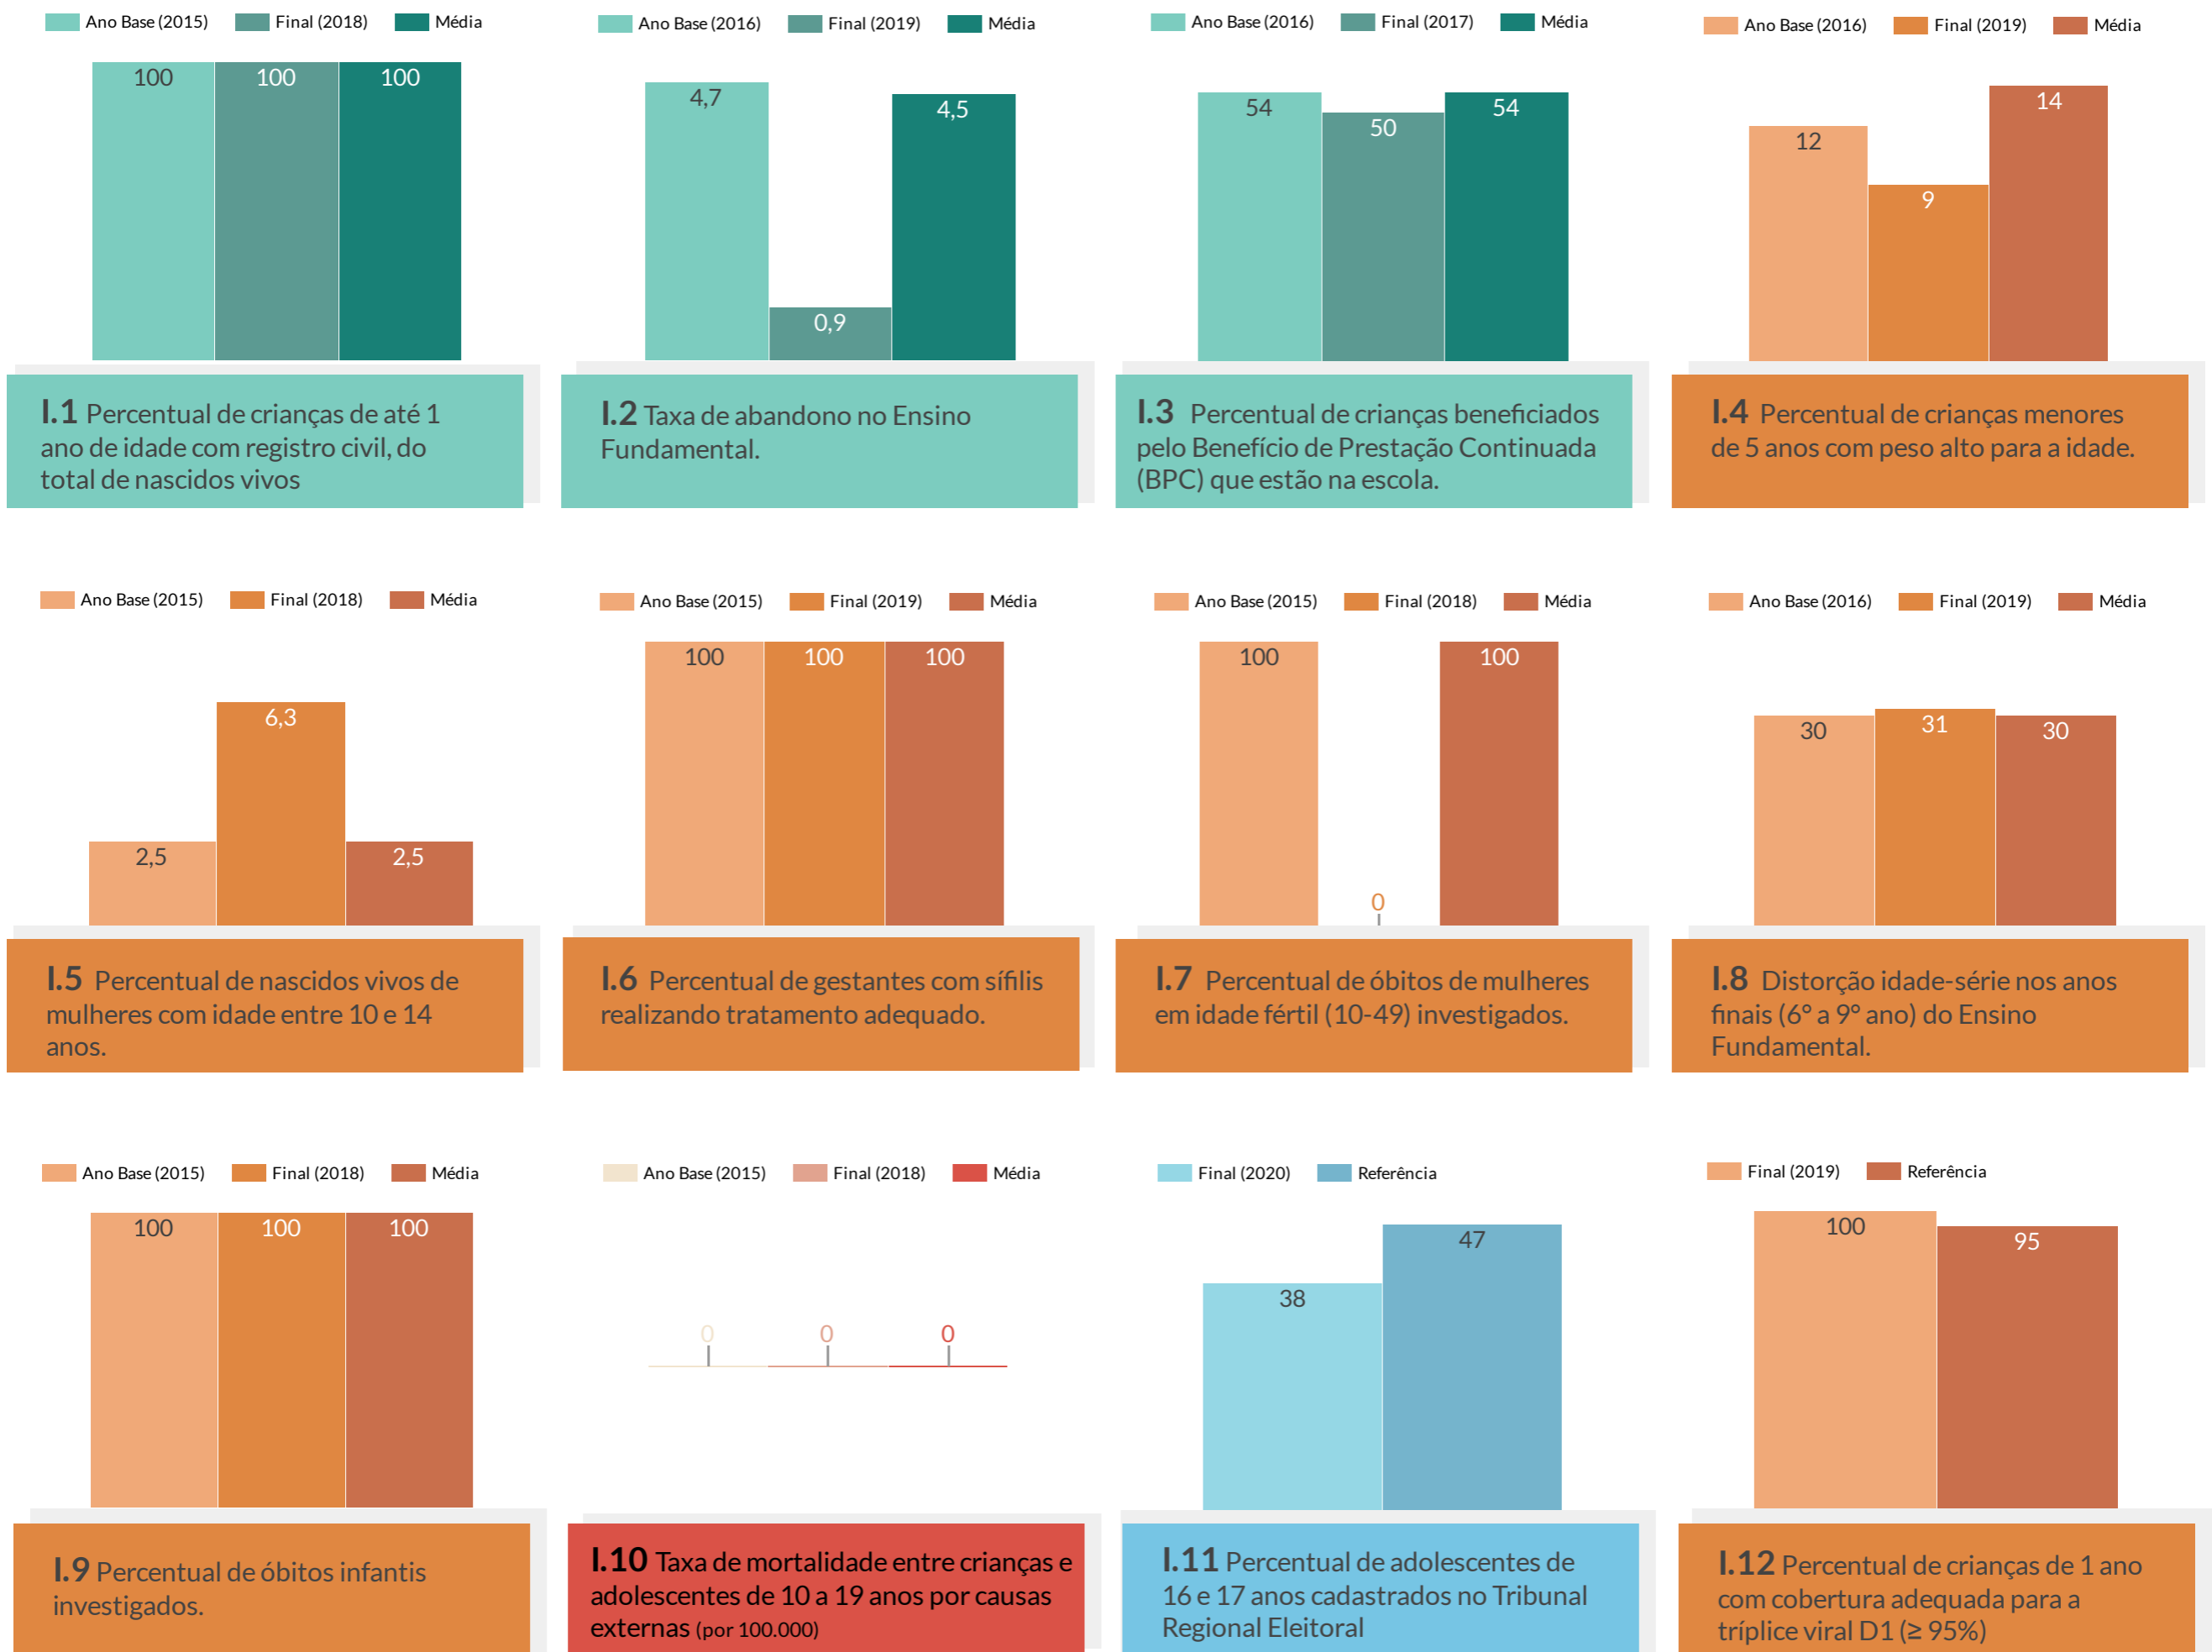 Ano Base (2015) Final (2018) Média
100 100 100
I.1 Percentual de crianças de até 1
ano de idade com registro civil, do
total de nascidos vivos
Ano Base (2016) Final (2019) Média
4,7 0,9 4,5
I.2 Taxa de abandono no Ensino
Fundamental.
Ano Base (2016) Final (2017) Média
54 50 54
I.3 Percentual de crianças beneficiados
pelo Benefício de Prestação Continuada
(BPC) que estão na escola.
Ano Base (2016) Final (2019) Média
12 9 14
I.4 Percentual de crianças menores
de 5 anos com peso alto para a idade.
Ano Base (2015) Final (2018) Média
2,5 6,3 2,5
I.5 Percentual de nascidos vivos de
mulheres com idade entre 10 e 14
anos.
Ano Base (2015) Final (2019) Média
100 100 100
I.6 Percentual de gestantes com sífilis
realizando tratamento adequado.
Ano Base (2015) Final (2018) Média
100 0 100
I.7 Percentual de óbitos de mulheres
em idade fértil (10-49) investigados.
Ano Base (2016) Final (2019) Média
30 31 30
I.8 Distorção idade-série nos anos
finais (6° a 9° ano) do Ensino
Fundamental.
Ano Base (2015) Final (2018) Média
100 100 100
I.9 Percentual de óbitos infantis
investigados.
Ano Base (2015) Final (2018) Média
0 0 0
I.10 Taxa de mortalidade entre crianças e
adolescentes de 10 a 19 anos por causas
externas (por 100.000)
Final (2020) Referência
38 47
I.11 Percentual de adolescentes de
16 e 17 anos cadastrados no Tribunal
Regional Eleitoral
Final (2019) Referência
100 95
I.12 Percentual de crianças de 1 ano
com cobertura adequada para a
tríplice viral D1 (≥ 95%)